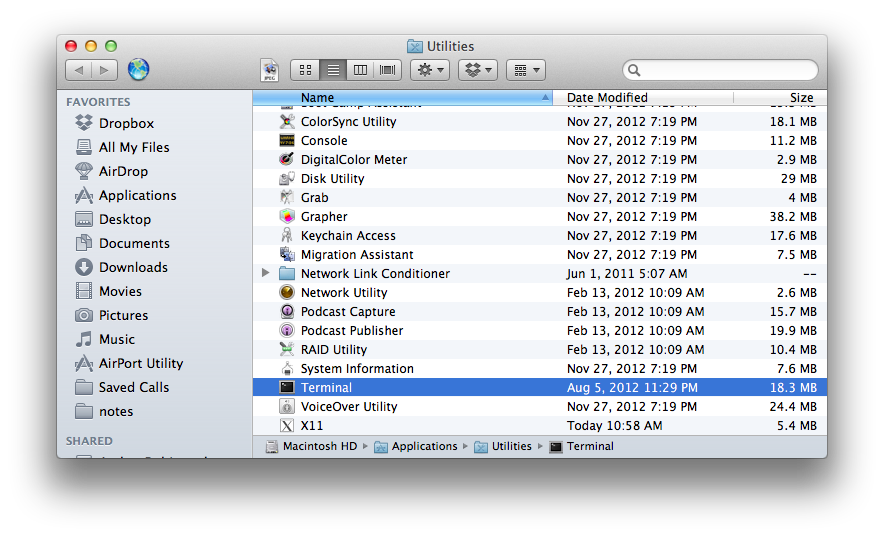 Utilities
JPEG
Name Date Modified Size
FAVORITES
Dropbox
All My Files
AirDrop
Applications
Desktop
Documents
Downloads
Movies
Pictures
Music
AirPort Utility
Saved Calls
notes
SHARED
Nov 27, 2012 7:19 PM
ColorSync Utility Nov 27, 2012 7:19 PM 18.1 MB
Console Nov 27, 2012 7:19 PM 11.2 MB
DigitalColor Meter Nov 27, 2012 7:19 PM 2.9 MB
Disk Utility Nov 27, 2012 7:19 PM 29 MB
Grab Nov 27, 2012 7:19 PM 4 MB
Grapher Nov 27, 2012 7:19 PM 38.2 MB
Keychain Access Nov 27, 2012 7:19 PM 17.6 MB
Migration Assistant Nov 27, 2012 7:19 PM 7.5 MB
Network Link Conditioner Jun 1, 2011 5:07 AM --
Network Utility Feb 13, 2012 10:09 AM 2.6 MB
Podcast Capture Feb 13, 2012 10:09 AM 15.7 MB
Podcast Publisher Feb 13, 2012 10:09 AM 19.9 MB
RAID Utility Feb 13, 2012 10:09 AM 10.4 MB
System Information Nov 27, 2012 7:19 PM 7.6 MB
Terminal Aug 5, 2012 11:29 PM 18.3 MB
VoiceOver Utility Nov 27, 2012 7:19 PM 24.4 MB
X11 Today 10:58 AM 5.4 MB
Macintosh HD Applications Utilities Terminal